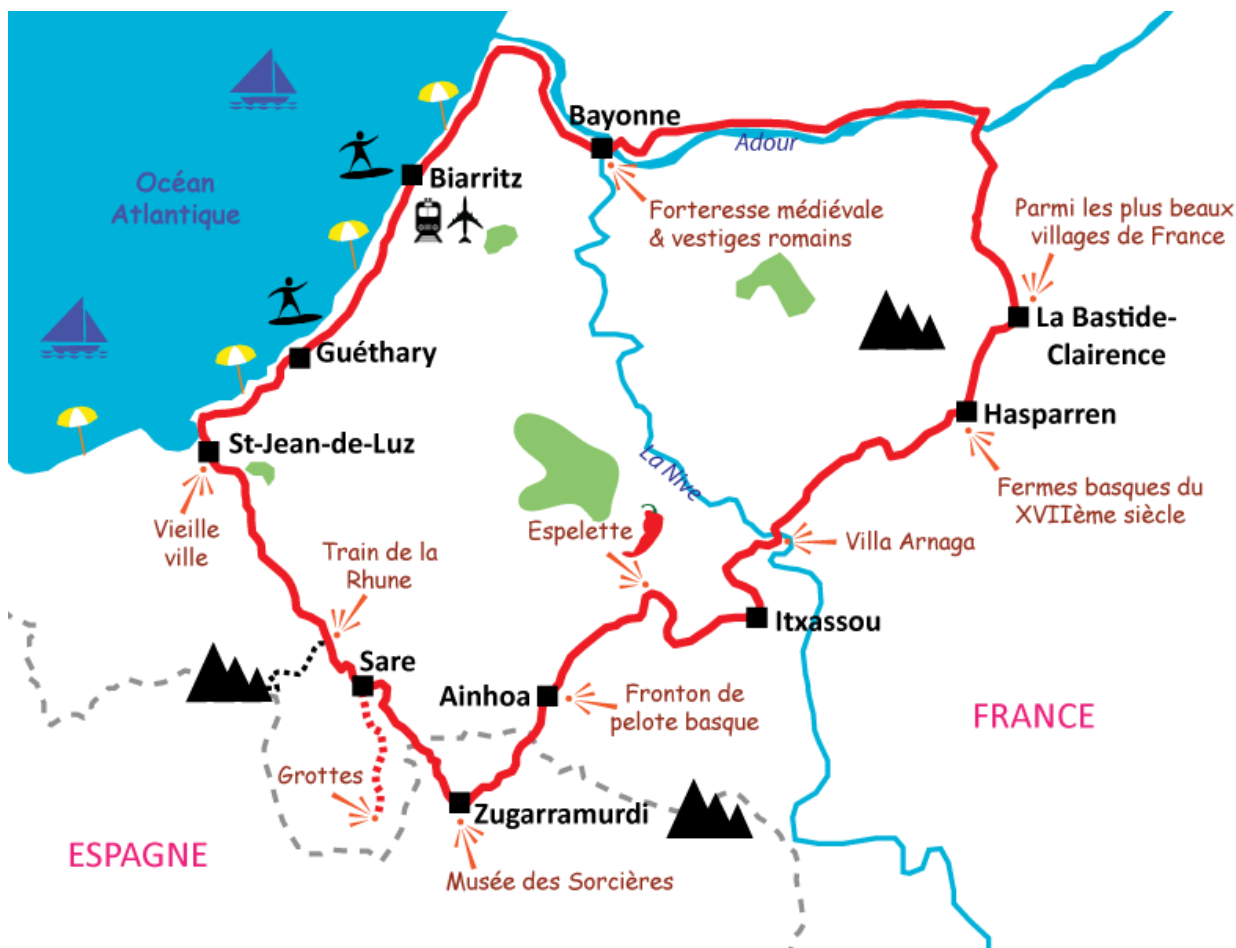 Bayonne
Adour
Océan
Atlantique
Biarritz
Forteresse médiévale
& vestiges romains
Parmi les plus beaux
villages de France
La Bastide-
Clairence
Guéthary
Hasparren
St-Jean-de-Luz
La Nive
Fermes basques du
XVIIème siècle
Vieille
ville
Espelette
Villa Arnaga
Train de la
Rhune
Itxassou
Sare
Ainhoa
Fronton de
pelote basque
FRANCE
Grottes
Zugarramurdi
ESPAGNE
Musée des Sorcières